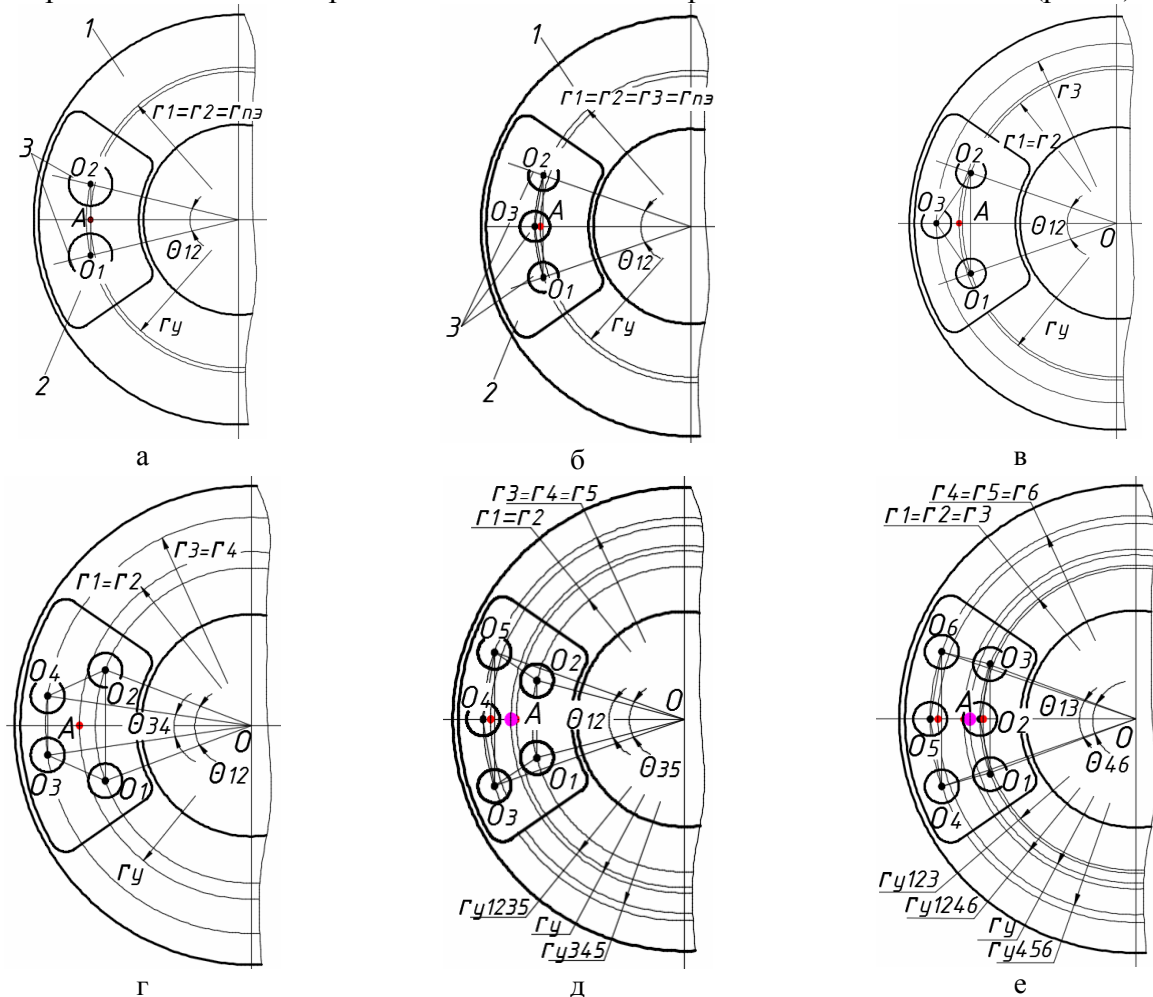 1
r1=r2=rпэ
3
O2
A
O1
Θ12
rу
2
а
1
r1=r2=r3=rпэ
O2
O3
A
Θ12
O1
3
rу
2
б
r3
r1=r2
O2
O3
A
Θ12
O
O1
rу
в
r3=r4
r1=r2
O4
O2
A
Θ34
O
O3
O1
Θ12
rу
г
r3=r4=r5
r1=r2
O5
O2
O4
A
Θ12
O
O1
Θ35
O3
rу1235
rу
rу345
д
r4=r5=r6
r1=r2=r3
O6
O3
A
Θ13
O
O5
O2
O1
Θ46
O4
rу123
rу1246
rу
rу456
е